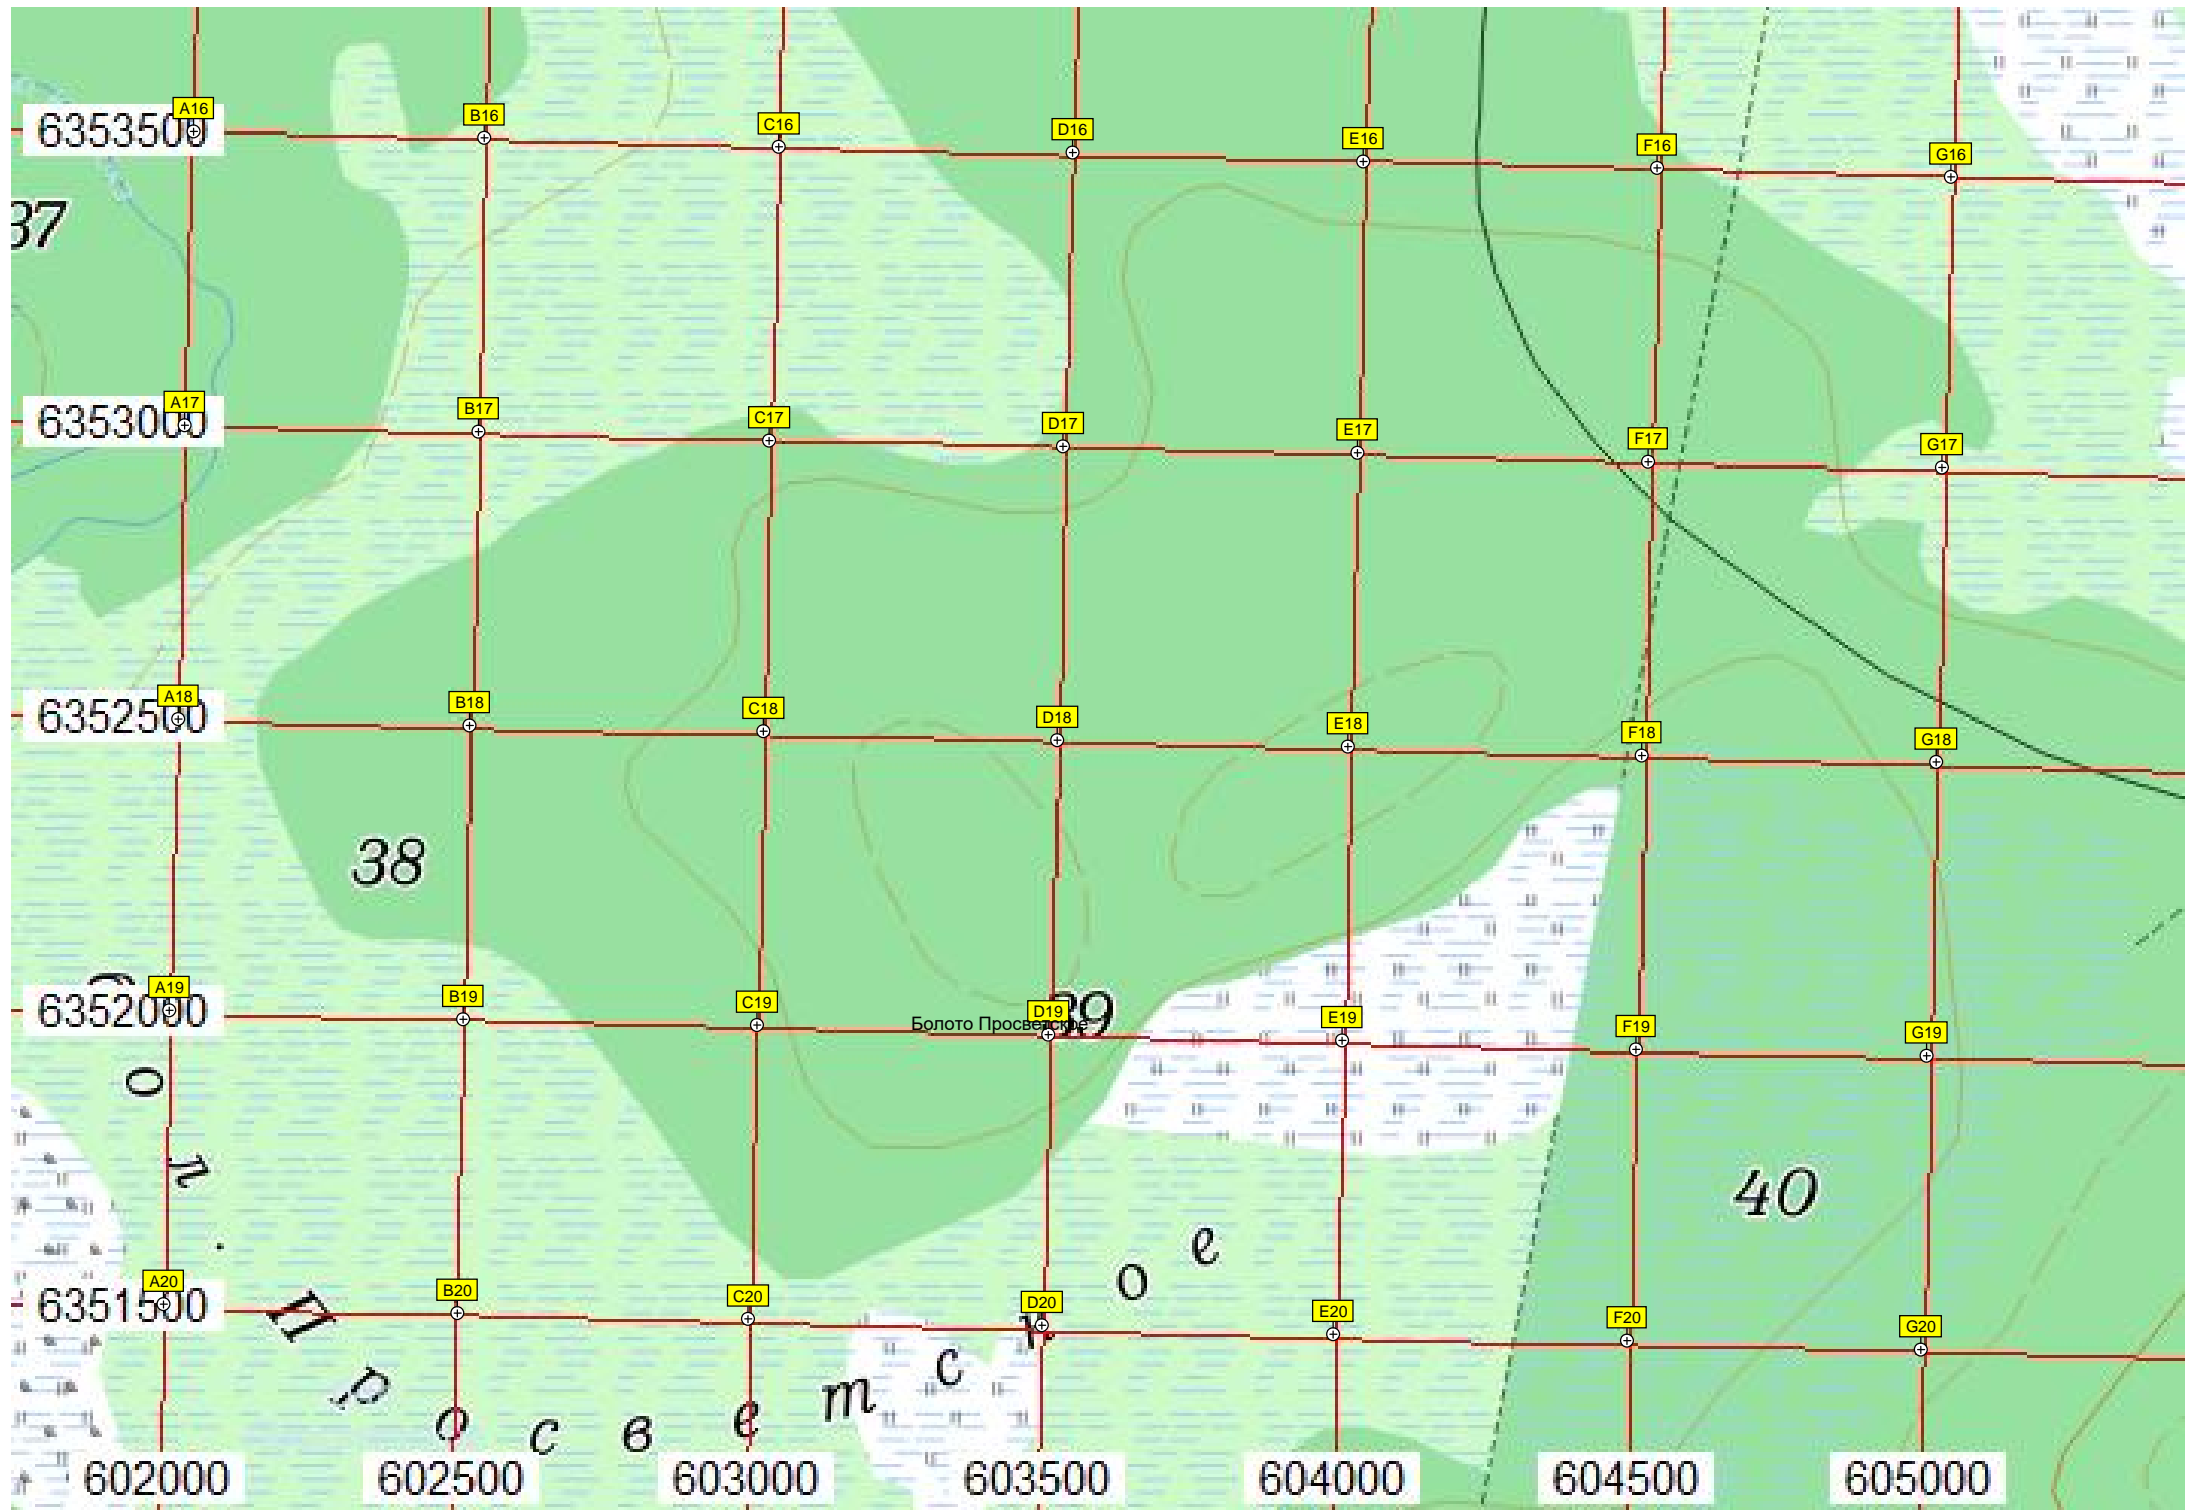 A16 B16 C16 D16 E16 F16 G16
6353500
37
A17 B17 C17 D17 E17 F17 G17
6353000
A18 B18 C18 D18 E18 F18 G18
6352500
38
A19 B19 C19 D19 E19 F19 G19
6352000
39
Болото Просветское
40
A20 B20 C20 D20 E20 F20 G20
6351500
бол. Просветское
602000 602500 603000 603500 604000 604500 605000